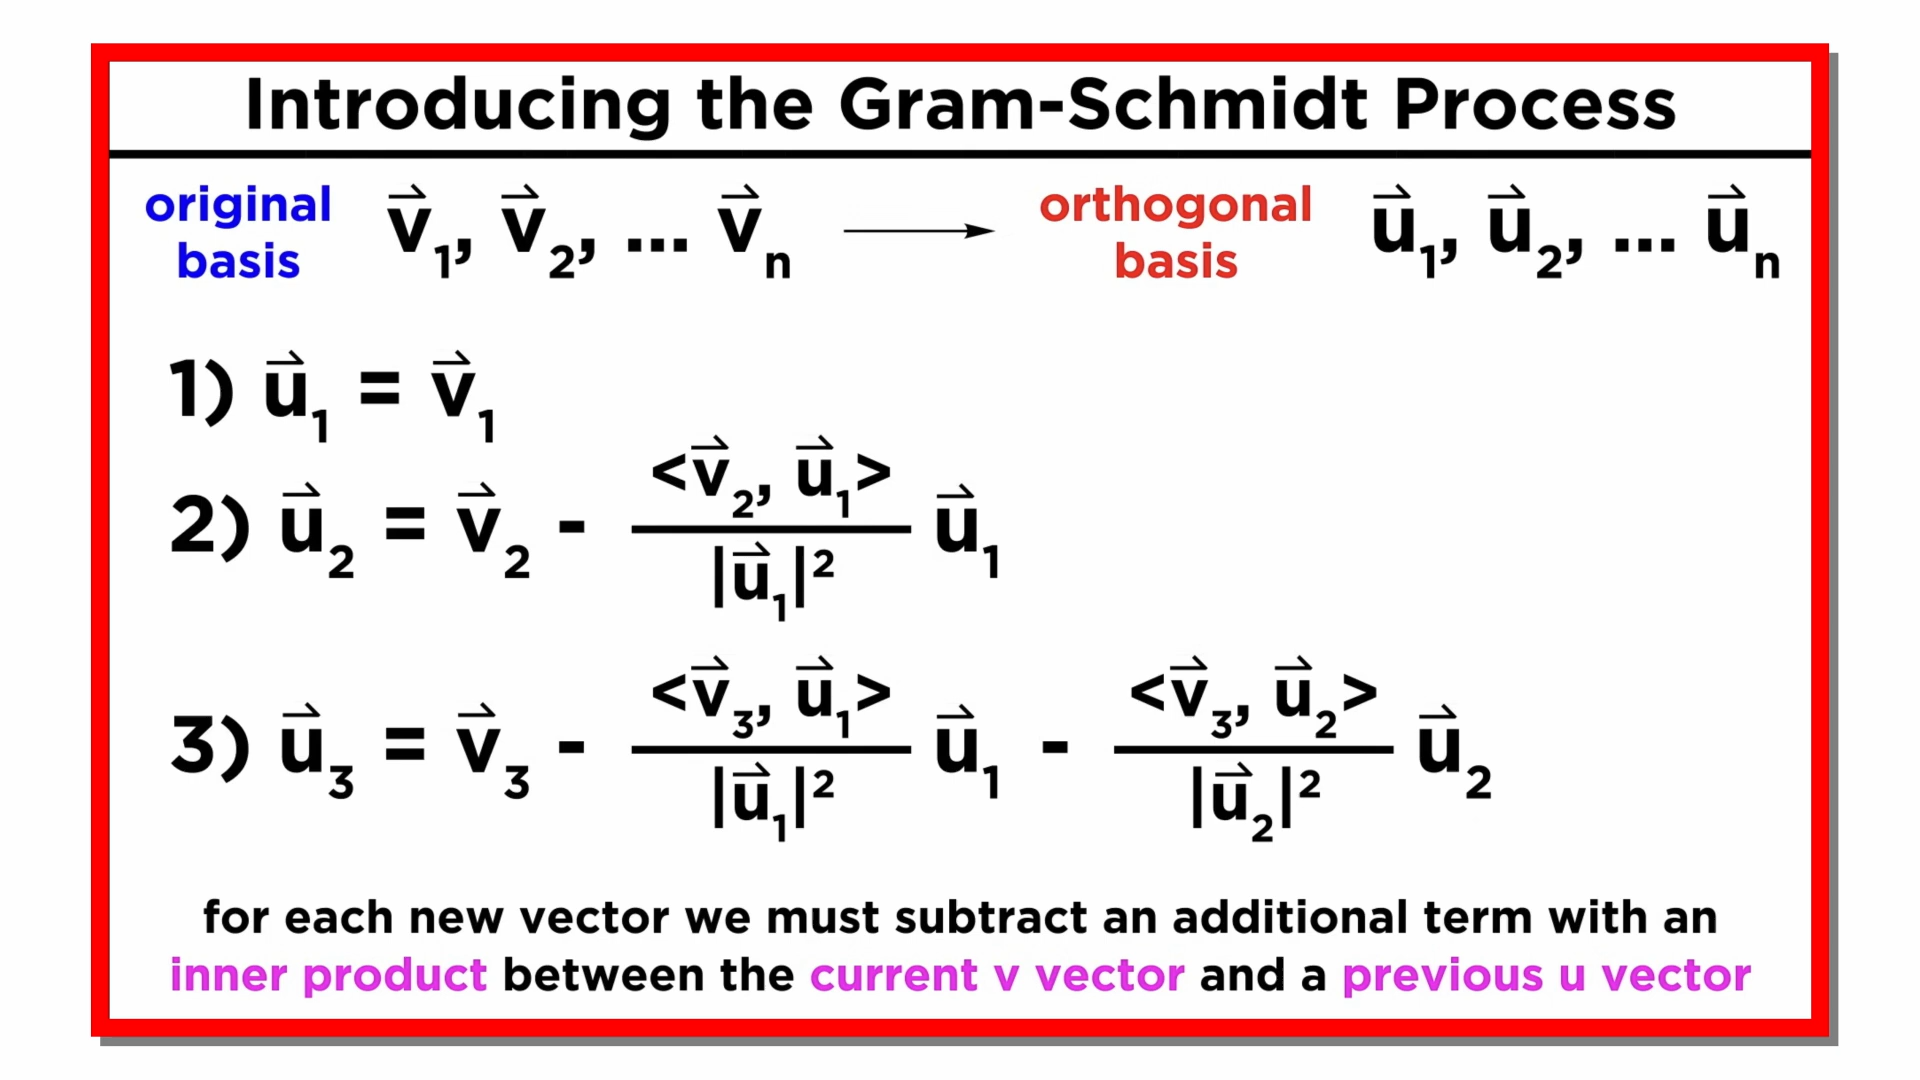 Introducing the Gram-Schmidt Process
original basis v⃗₁, v⃗₂, ... v⃗ₙ ⟶ orthogonal basis u⃗₁, u⃗₂, ... u⃗ₙ
1) u⃗₁ = v⃗₁
2) u⃗₂ = v⃗₂ - <v⃗₂, u⃗₁> / |u⃗₁|² u⃗₁
3) u⃗₃ = v⃗₃ - <v⃗₃, u⃗₁> / |u⃗₁|² u⃗₁ - <v⃗₃, u⃗₂> / |u⃗₂|² u⃗₂
for each new vector we must subtract an additional term with an
inner product between the current v vector and a previous u vector